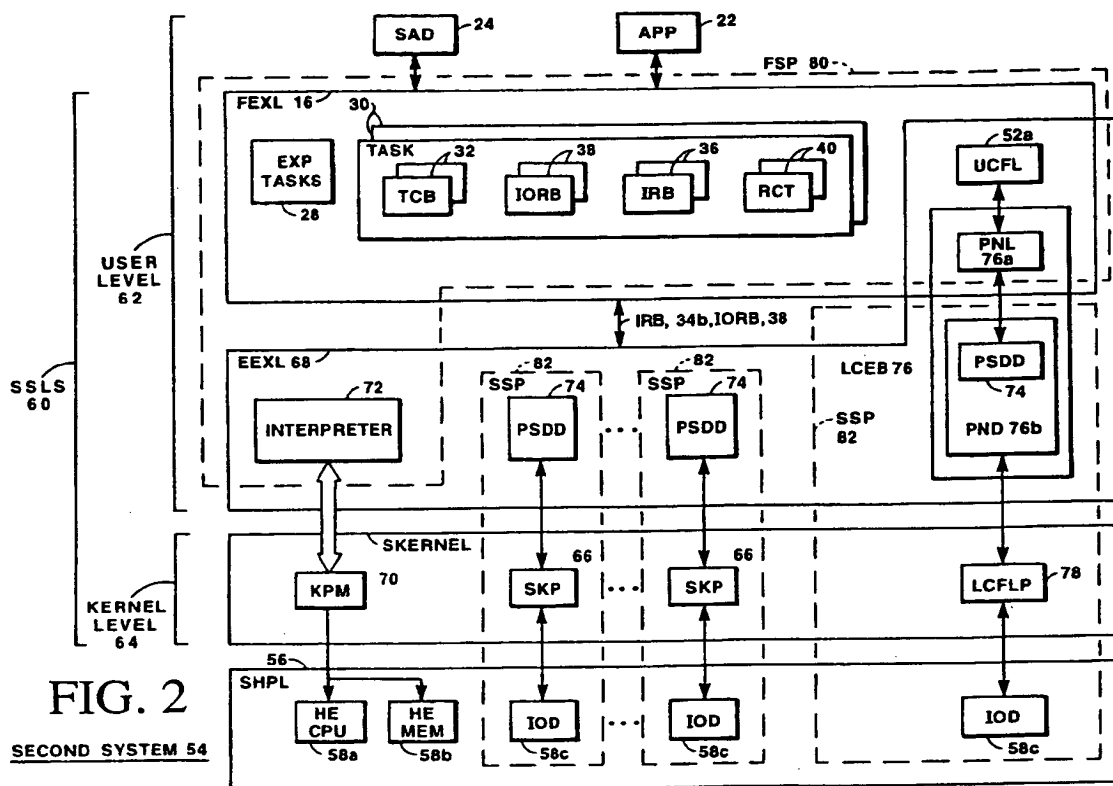 SAD 24
APP 22
FSP 80
FEXL 16
30
TASK
EXP
TASKS
28
32
TCB
38
IORB
36
IRB
40
RCT
52a
UCFL
PNL
76a
USER
LEVEL
62
IRB, 34b, IORB, 38
EEXL 68
72
INTERPRETER
82
SSP
74
PSDD
82
SSP
74
PSDD
LCEB 76
PSDD
74
PND 76b
SSP
82
SSLS
60
SKERNEL
KPM
70
66
SKP
66
SKP
LCFLP
78
KERNEL
LEVEL
64
56
SHPL
HE
CPU
58a
HE
MEM
58b
IOD
58c
IOD
58c
IOD
58c
FIG. 2
SECOND SYSTEM 54